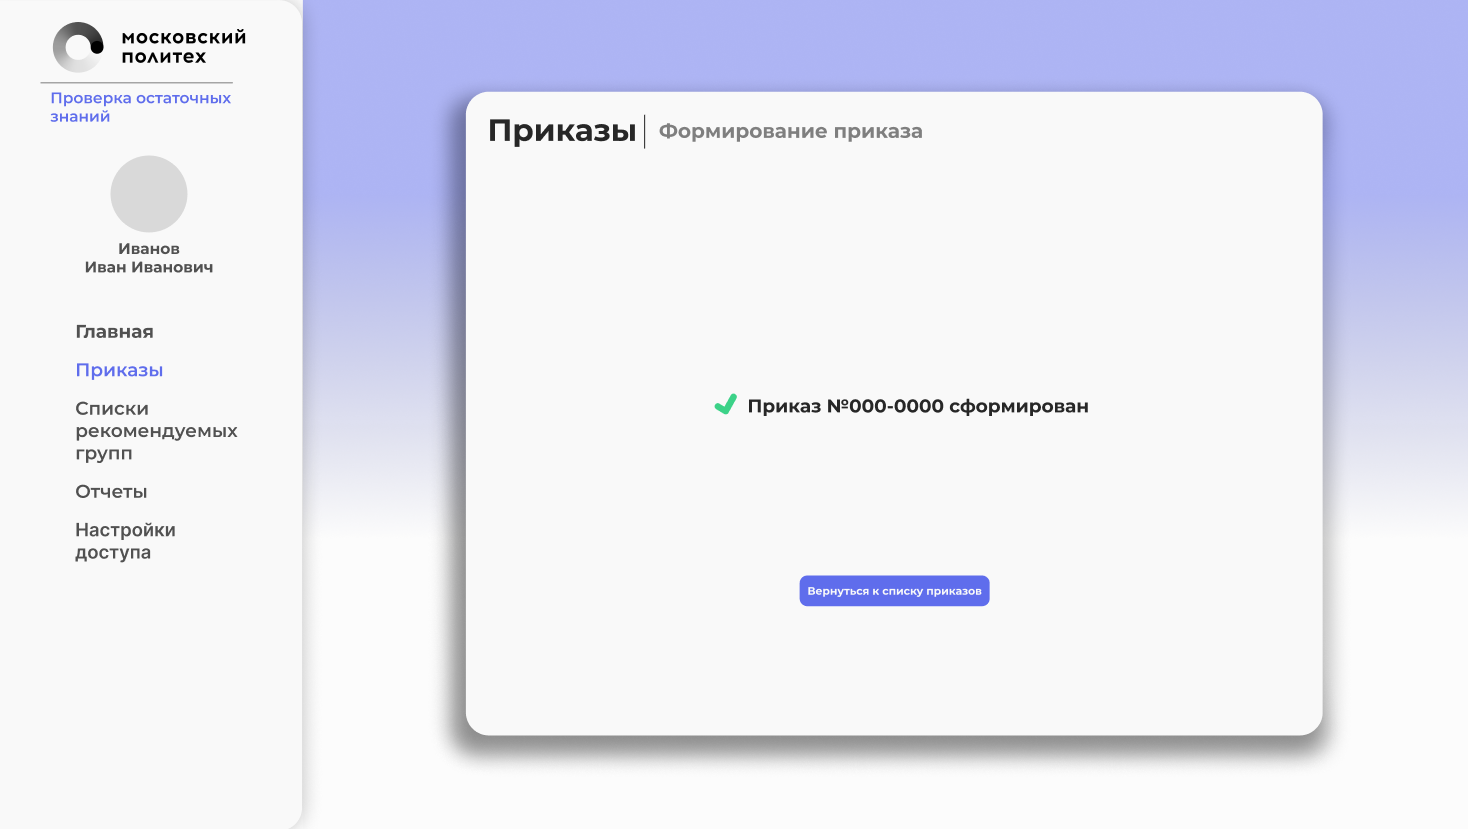 московский
политех
Проверка остаточных
знаний
Иванов
Иван Иванович
Главная
Приказы
Списки
рекомендуемых
групп
Отчеты
Настройки
доступа
Приказы
Формирование приказа
Приказ №000-0000 сформирован
Вернуться к списку приказов